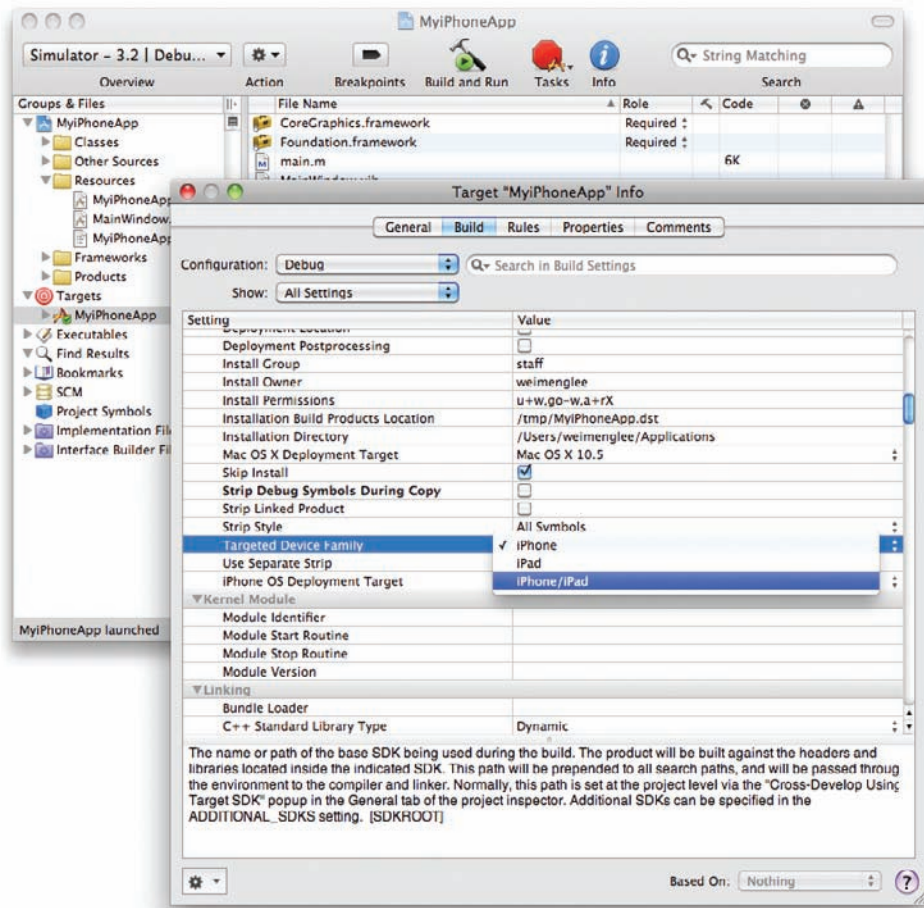 MyiPhoneApp
Simulator - 3.2 | Debu...
Overview
Action
Breakpoints
Build and Run
Tasks
Info
String Matching
Search
Groups & Files
MyiPhoneApp
Classes
Other Sources
Resources
MyiPhoneApp
MainWindow.
MyiPhoneApp
Frameworks
Products
Targets
MyiPhoneApp
Executables
Find Results
Bookmarks
SCM
Project Symbols
Implementation File
Interface Builder Fil
MyiPhoneApp launched
File Name Role Code
CoreGraphics.framework Required
Foundation.framework Required
main.m 6K
MainWindow.xib
Target "MyiPhoneApp" Info
General Build Rules Properties Comments
Configuration: Debug
Search in Build Settings
Show: All Settings
Setting Value
Deployment Location
Deployment Postprocessing
Install Group staff
Install Owner weimenglee
Install Permissions u+w,go-w,a+rX
Installation Build Products Location /tmp/MyiPhoneApp.dst
Installation Directory /Users/weimenglee/Applications
Mac OS X Deployment Target Mac OS X 10.5
Skip Install
Strip Debug Symbols During Copy
Strip Linked Product
Strip Style All Symbols
Targeted Device Family ✓ iPhone
Use Separate Strip iPad
iPhone OS Deployment Target iPhone/iPad
Kernel Module
Module Identifier
Module Start Routine
Module Stop Routine
Module Version
Linking
Bundle Loader
C++ Standard Library Type Dynamic
The name or path of the base SDK being used during the build. The product will be built against the headers and
libraries located inside the indicated SDK. This path will be prepended to all search paths, and will be passed throug
the environment to the compiler and linker. Normally, this path is set at the project level via the "Cross-Develop Using
Target SDK" popup in the General tab of the project inspector. Additional SDKs can be specified in the
ADDITIONAL_SDKS setting. [SDKROOT]
Based On: Nothing
?